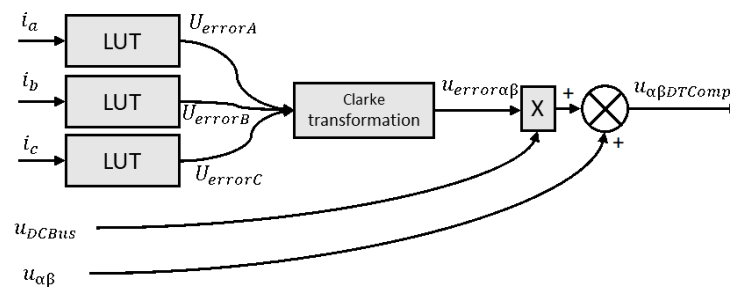 i_a
LUT
U_errorA
i_b
LUT
U_errorB
i_c
LUT
U_errorC
Clarke
transformation
u_errorαβ
X
+
+
u_αβDTComp
u_DCBus
u_αβ